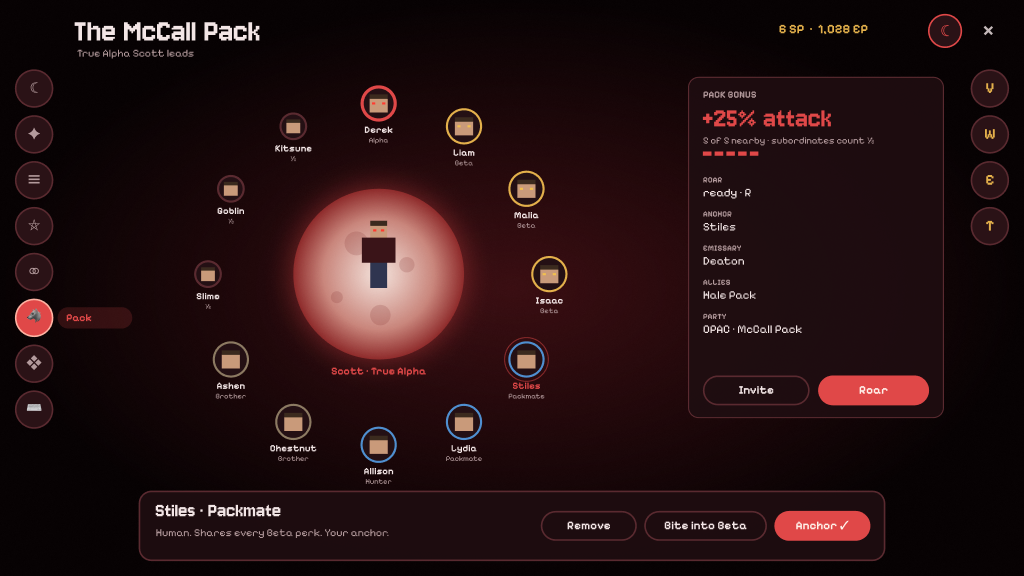 The McCall Pack
True Alpha Scott leads
6 SP · 1,028 EP
☾
×
V
W
E
T
Pack
Derek
Alpha
Kitsune
½
Liam
Beta
Goblin
½
Malia
Beta
Slime
½
Isaac
Beta
Scott · True Alpha
Ashen
Brother
Stiles
Packmate
Chestnut
Brother
Lydia
Packmate
Allison
Hunter
PACK BONUS
+25% attack
5 of 5 nearby · subordinates count ½
ROAR
ready · R
ANCHOR
Stiles
EMISSARY
Deaton
ALLIES
Hale Pack
PARTY
OPAC · McCall Pack
Invite
Roar
Stiles · Packmate
Human. Shares every Beta perk. Your anchor.
Remove
Bite into Beta
Anchor ✓